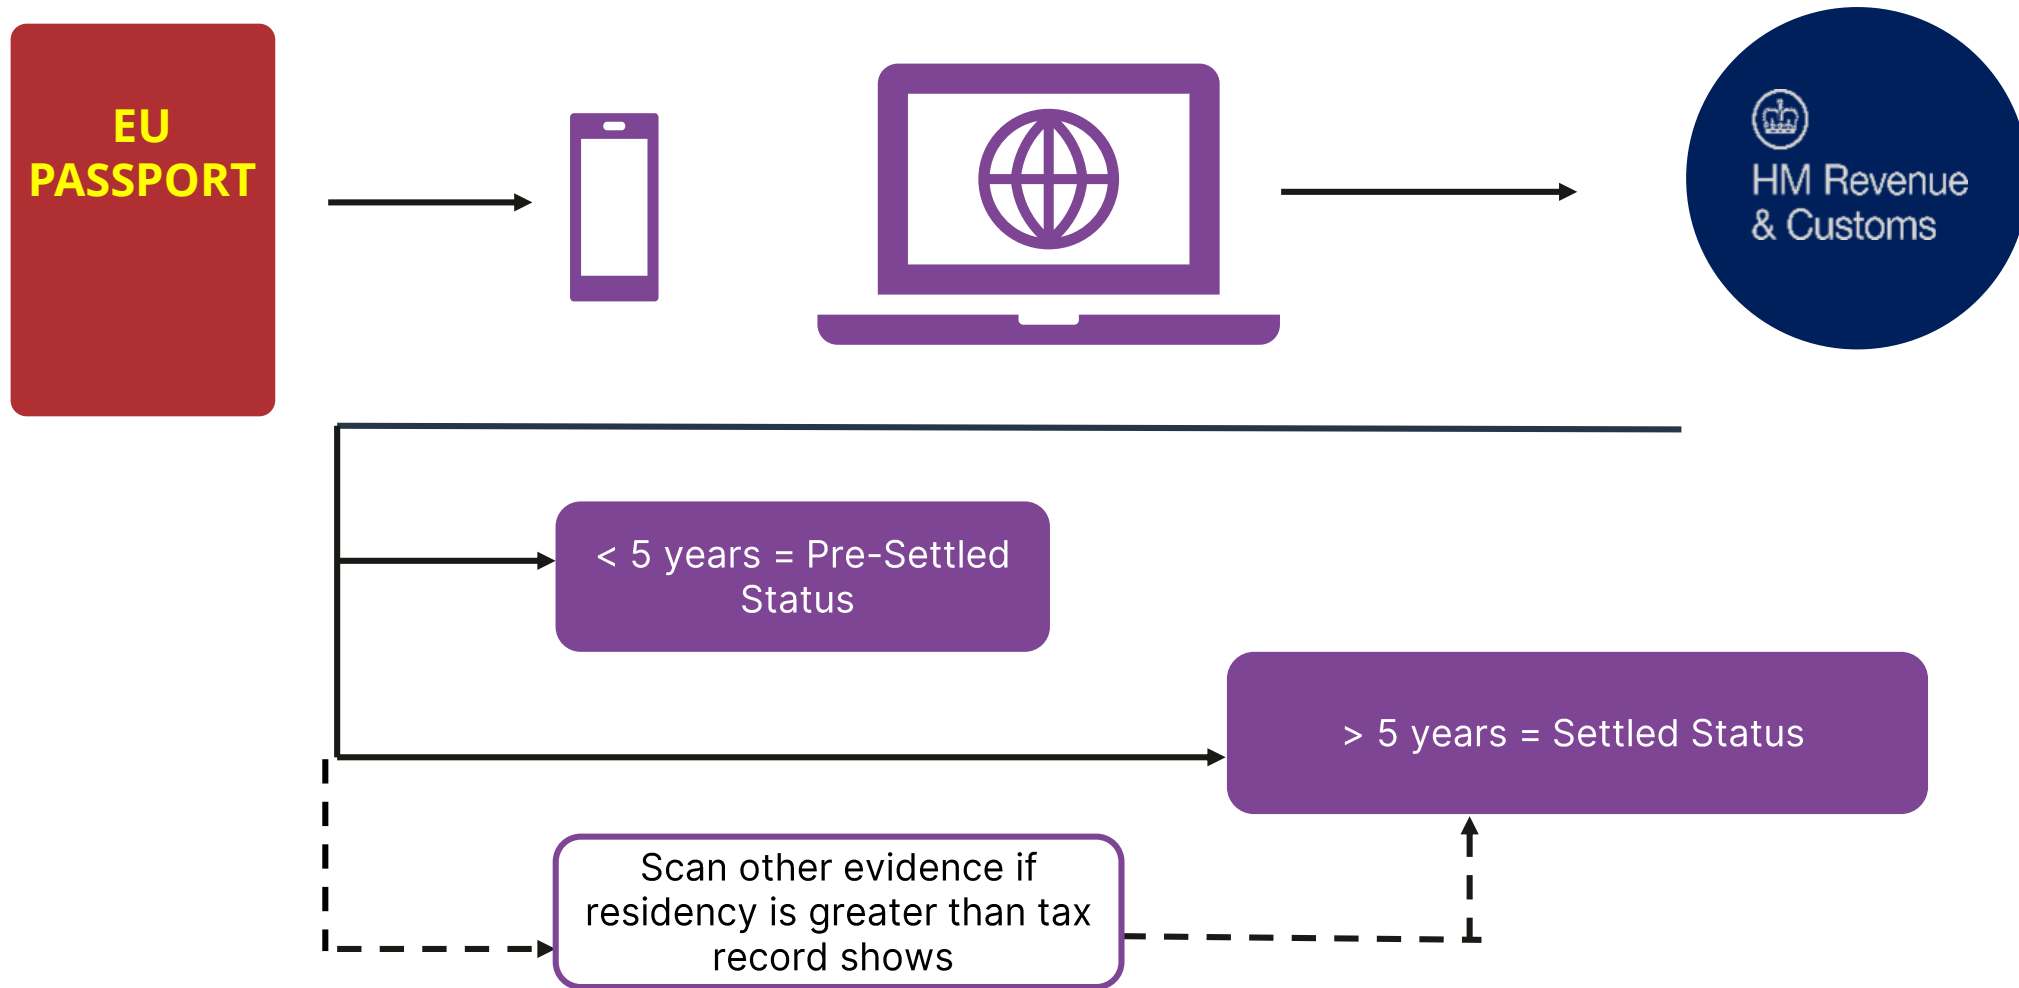 EU
PASSPORT
HM Revenue
& Customs
< 5 years = Pre-Settled
Status
> 5 years = Settled Status
Scan other evidence if
residency is greater than tax
record shows